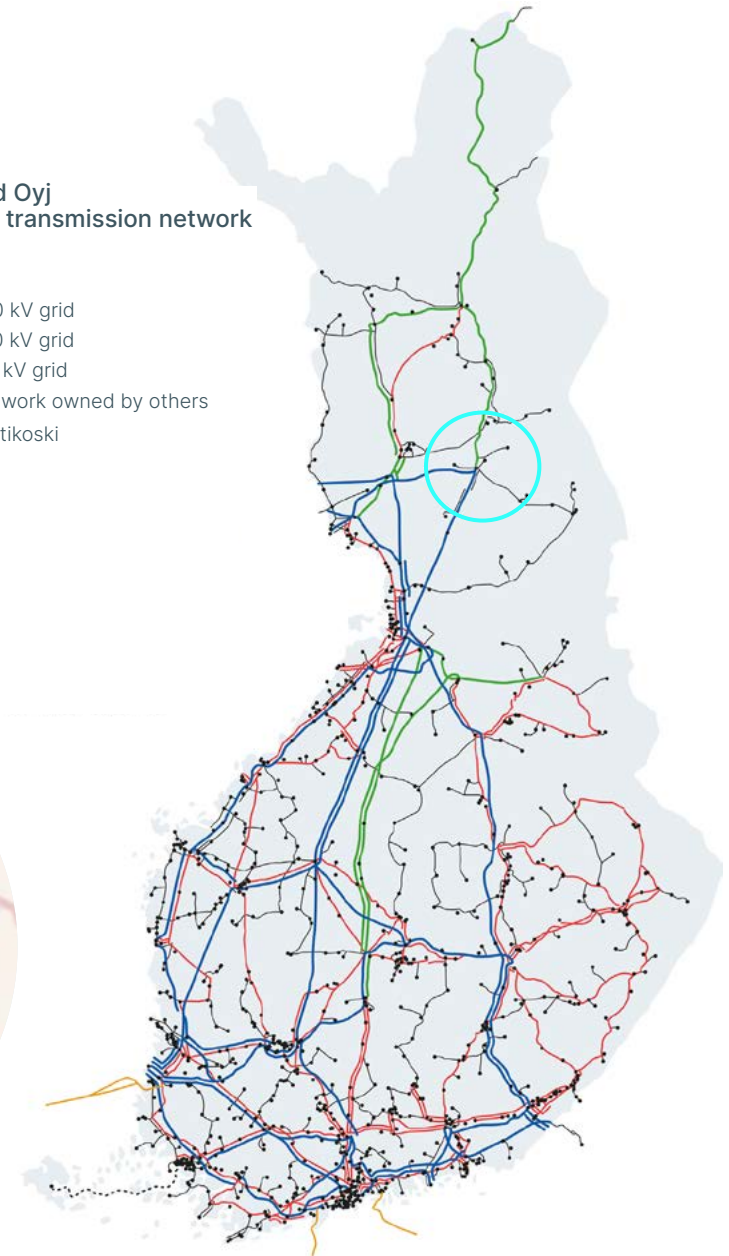 d Oyj
transmission network
0 kV grid
0 kV grid
kV grid
work owned by others
tikoski